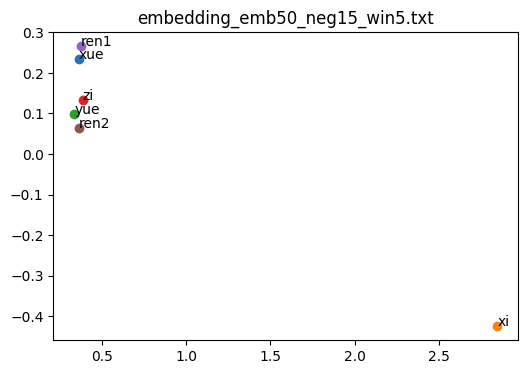 embedding_emb50_neg15_win5.txt
0.3
ren1
xue
0.2
zi
0.1
yue
ren2
0.0
-0.1
-0.2
-0.3
xi
-0.4
0.5 1.0 1.5 2.0 2.5